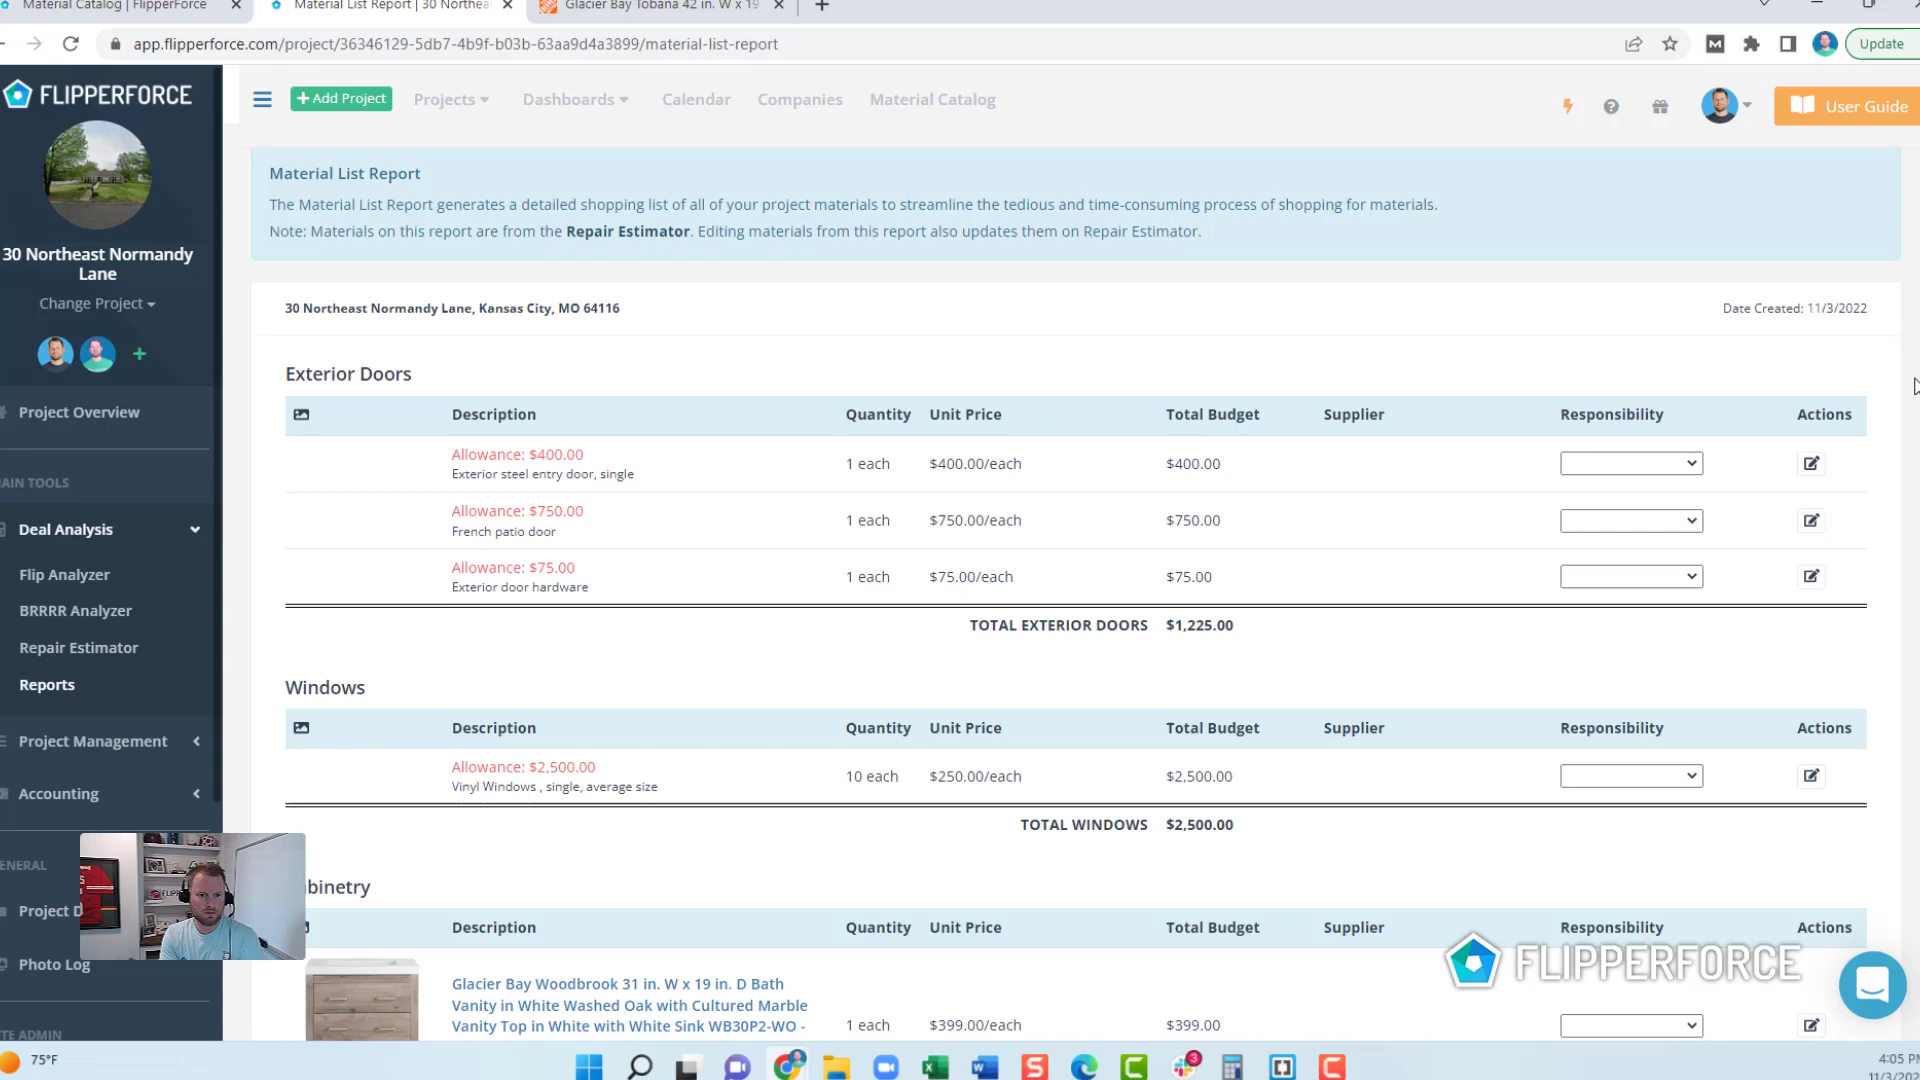 Material Catalog | FlipperForce
Material List Report | 30 Northea
Glacier Bay Tobana 42 in. W x 19
app.flipperforce.com/project/36346129-5db7-4b9f-b03b-63aa9d4a3899/material-list-report
Update
FLIPPERFORCE
+ Add Project
Projects
Dashboards
Calendar
Companies
Material Catalog
User Guide
30 Northeast Normandy
Lane
Change Project
Project Overview
AIN TOOLS
Deal Analysis
Flip Analyzer
BRRRR Analyzer
Repair Estimator
Reports
Project Management
Accounting
ENERAL
Project D
Photo Log
TE ADMIN
Material List Report
The Material List Report generates a detailed shopping list of all of your project materials to streamline the tedious and time-consuming process of shopping for materials.
Note: Materials on this report are from the Repair Estimator. Editing materials from this report also updates them on Repair Estimator.
30 Northeast Normandy Lane, Kansas City, MO 64116
Date Created: 11/3/2022
Exterior Doors
Description Quantity Unit Price Total Budget Supplier Responsibility Actions
Allowance: $400.00
Exterior steel entry door, single
1 each $400.00/each $400.00
Allowance: $750.00
French patio door
1 each $750.00/each $750.00
Allowance: $75.00
Exterior door hardware
1 each $75.00/each $75.00
TOTAL EXTERIOR DOORS $1,225.00
Windows
Description Quantity Unit Price Total Budget Supplier Responsibility Actions
Allowance: $2,500.00
Vinyl Windows , single, average size
10 each $250.00/each $2,500.00
TOTAL WINDOWS $2,500.00
binetry
Description Quantity Unit Price Total Budget Supplier Responsibility Actions
Glacier Bay Woodbrook 31 in. W x 19 in. D Bath
Vanity in White Washed Oak with Cultured Marble
Vanity Top in White with White Sink WB30P2-WO -
1 each $399.00/each $399.00
FLIPPERFORCE
75°F
3
4:05 PM
11/3/202